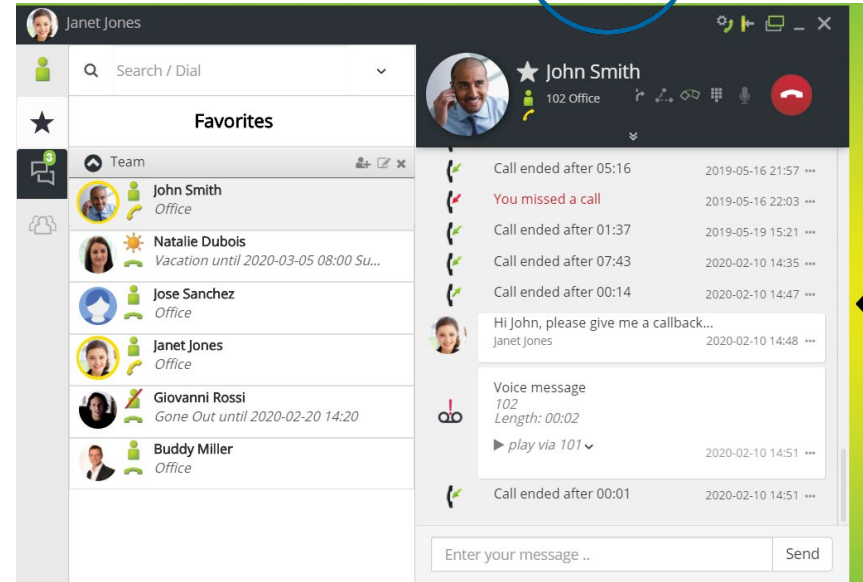 Janet Jones
Search / Dial
Favorites
Team
John Smith
Office
Natalie Dubois
Vacation until 2020-03-05 08:00 Su...
Jose Sanchez
Office
Janet Jones
Office
Giovanni Rossi
Gone Out until 2020-02-20 14:20
Buddy Miller
Office
3
John Smith
102 Office
Call ended after 05:16 2019-05-16 21:57
You missed a call 2019-05-16 22:03
Call ended after 01:37 2019-05-19 15:21
Call ended after 07:43 2020-02-10 14:35
Call ended after 00:14 2020-02-10 14:47
Hi John, please give me a callback...
Janet Jones 2020-02-10 14:48
Voice message
102
Length: 00:02
play via 101
2020-02-10 14:51
Call ended after 00:01 2020-02-10 14:51
Enter your message .. Send